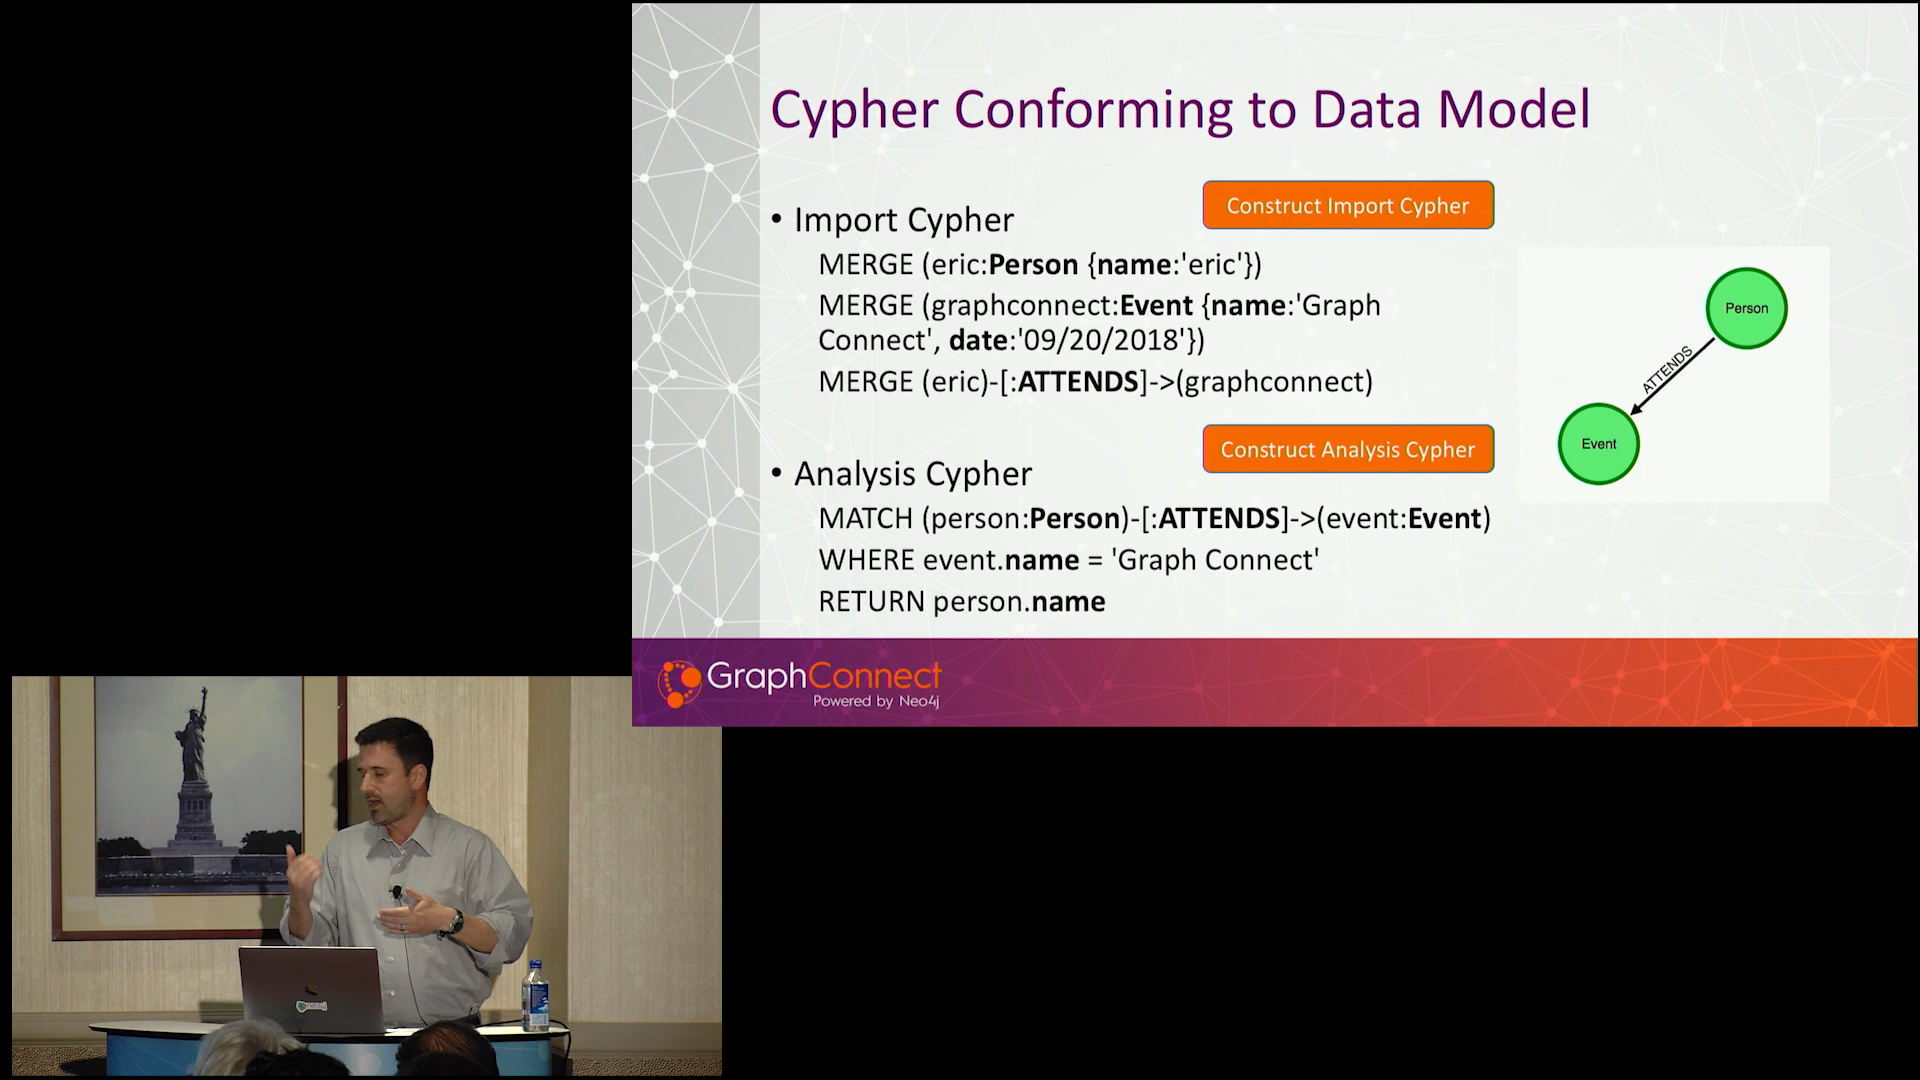 Cypher Conforming to Data Model
Construct Import Cypher
• Import Cypher
MERGE (eric:Person {name:'eric'})
MERGE (graphconnect:Event {name:'Graph
Connect', date:'09/20/2018'})
MERGE (eric)-[:ATTENDS]->(graphconnect)
Construct Analysis Cypher
• Analysis Cypher
MATCH (person:Person)-[:ATTENDS]->(event:Event)
WHERE event.name = 'Graph Connect'
RETURN person.name
Person
ATTENDS
Event
GraphConnect
Powered by Neo4j
neo4j